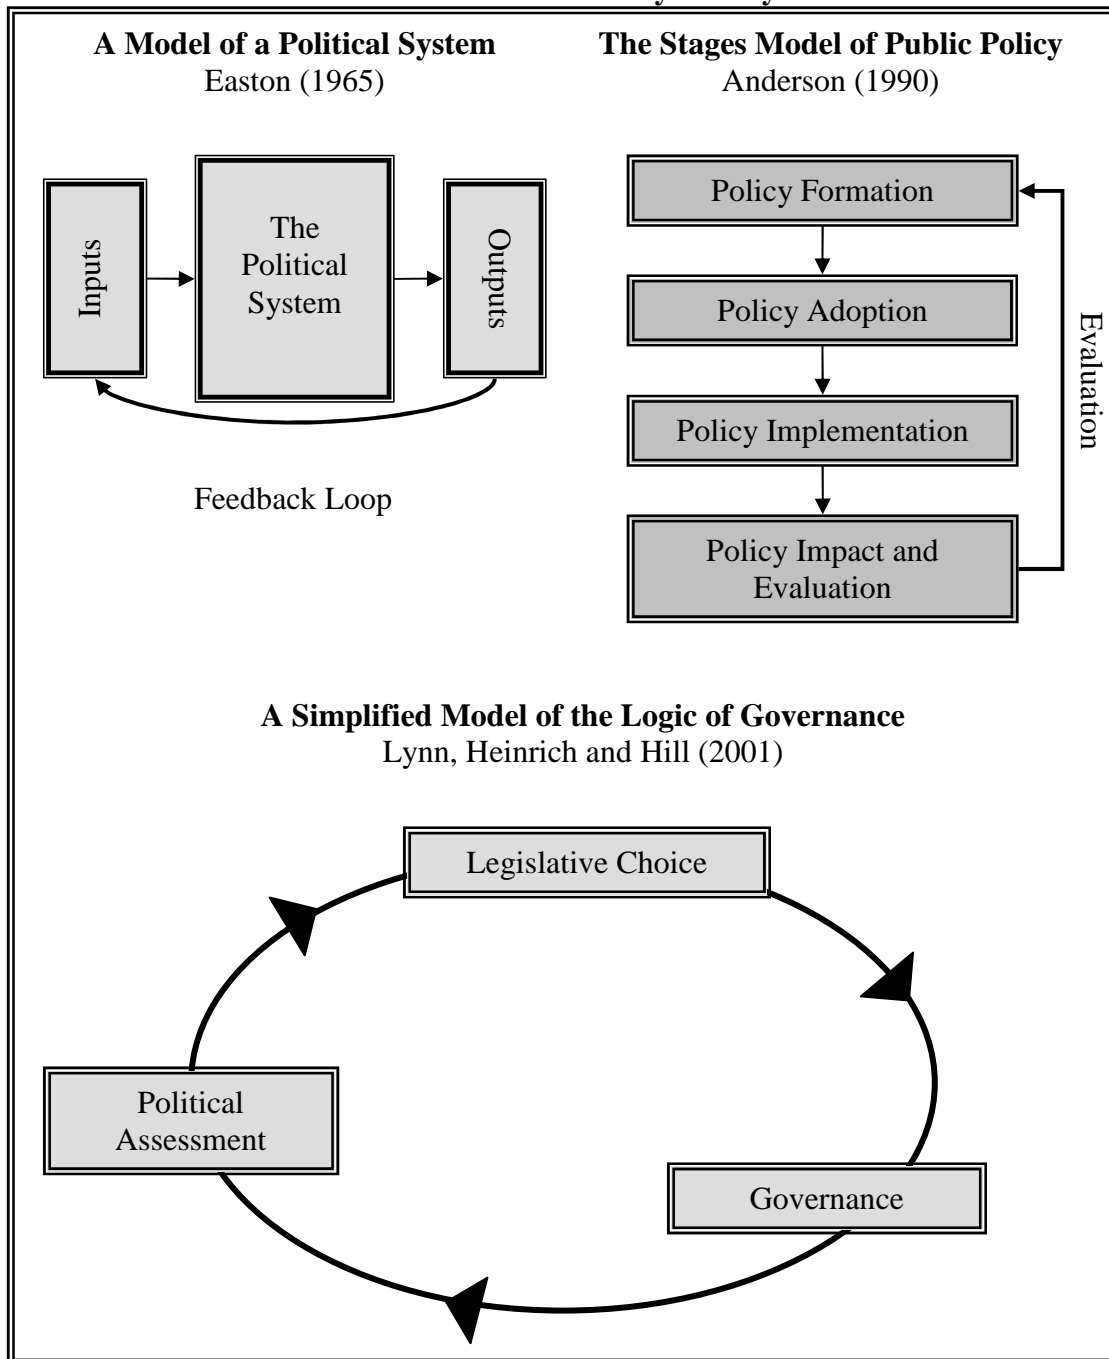 A Model of a Political System
Easton (1965)
Inputs
The
Political
System
Outputs
Feedback Loop
The Stages Model of Public Policy
Anderson (1990)
Policy Formation
Policy Adoption
Policy Implementation
Policy Impact and
Evaluation
Evaluation
A Simplified Model of the Logic of Governance
Lynn, Heinrich and Hill (2001)
Legislative Choice
Political
Assessment
Governance